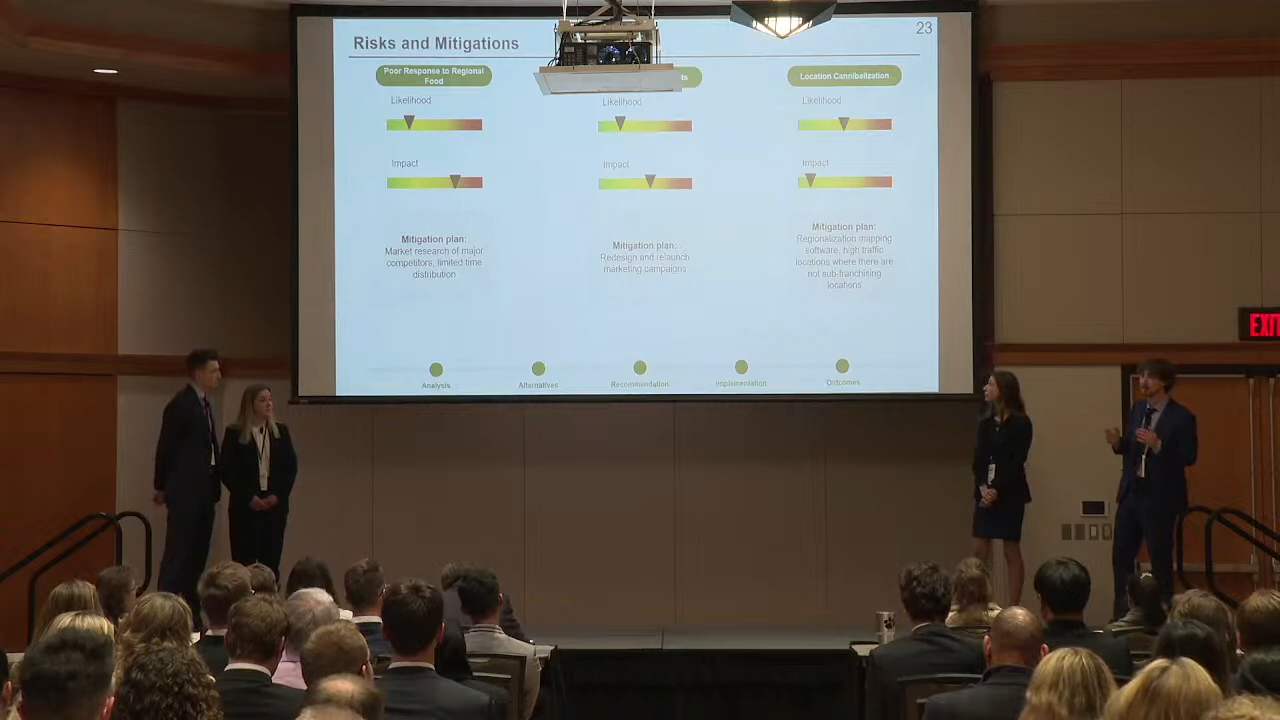 23
Risks and Mitigations
Poor Response to Regional
Food
Location Cannibalization
Likelihood
Likelihood
Likelihood
Impact
Impact
Impact
Mitigation plan:
Market research of major
competitors, limited time
distribution
Mitigation plan:
Redesign and relaunch
marketing campaigns
Mitigation plan:
Regionalization mapping
software, high traffic
locations where there are
not sub-franchising
locations
Analysis
Alternatives
Recommendation
Implementation
Outcomes
EXIT